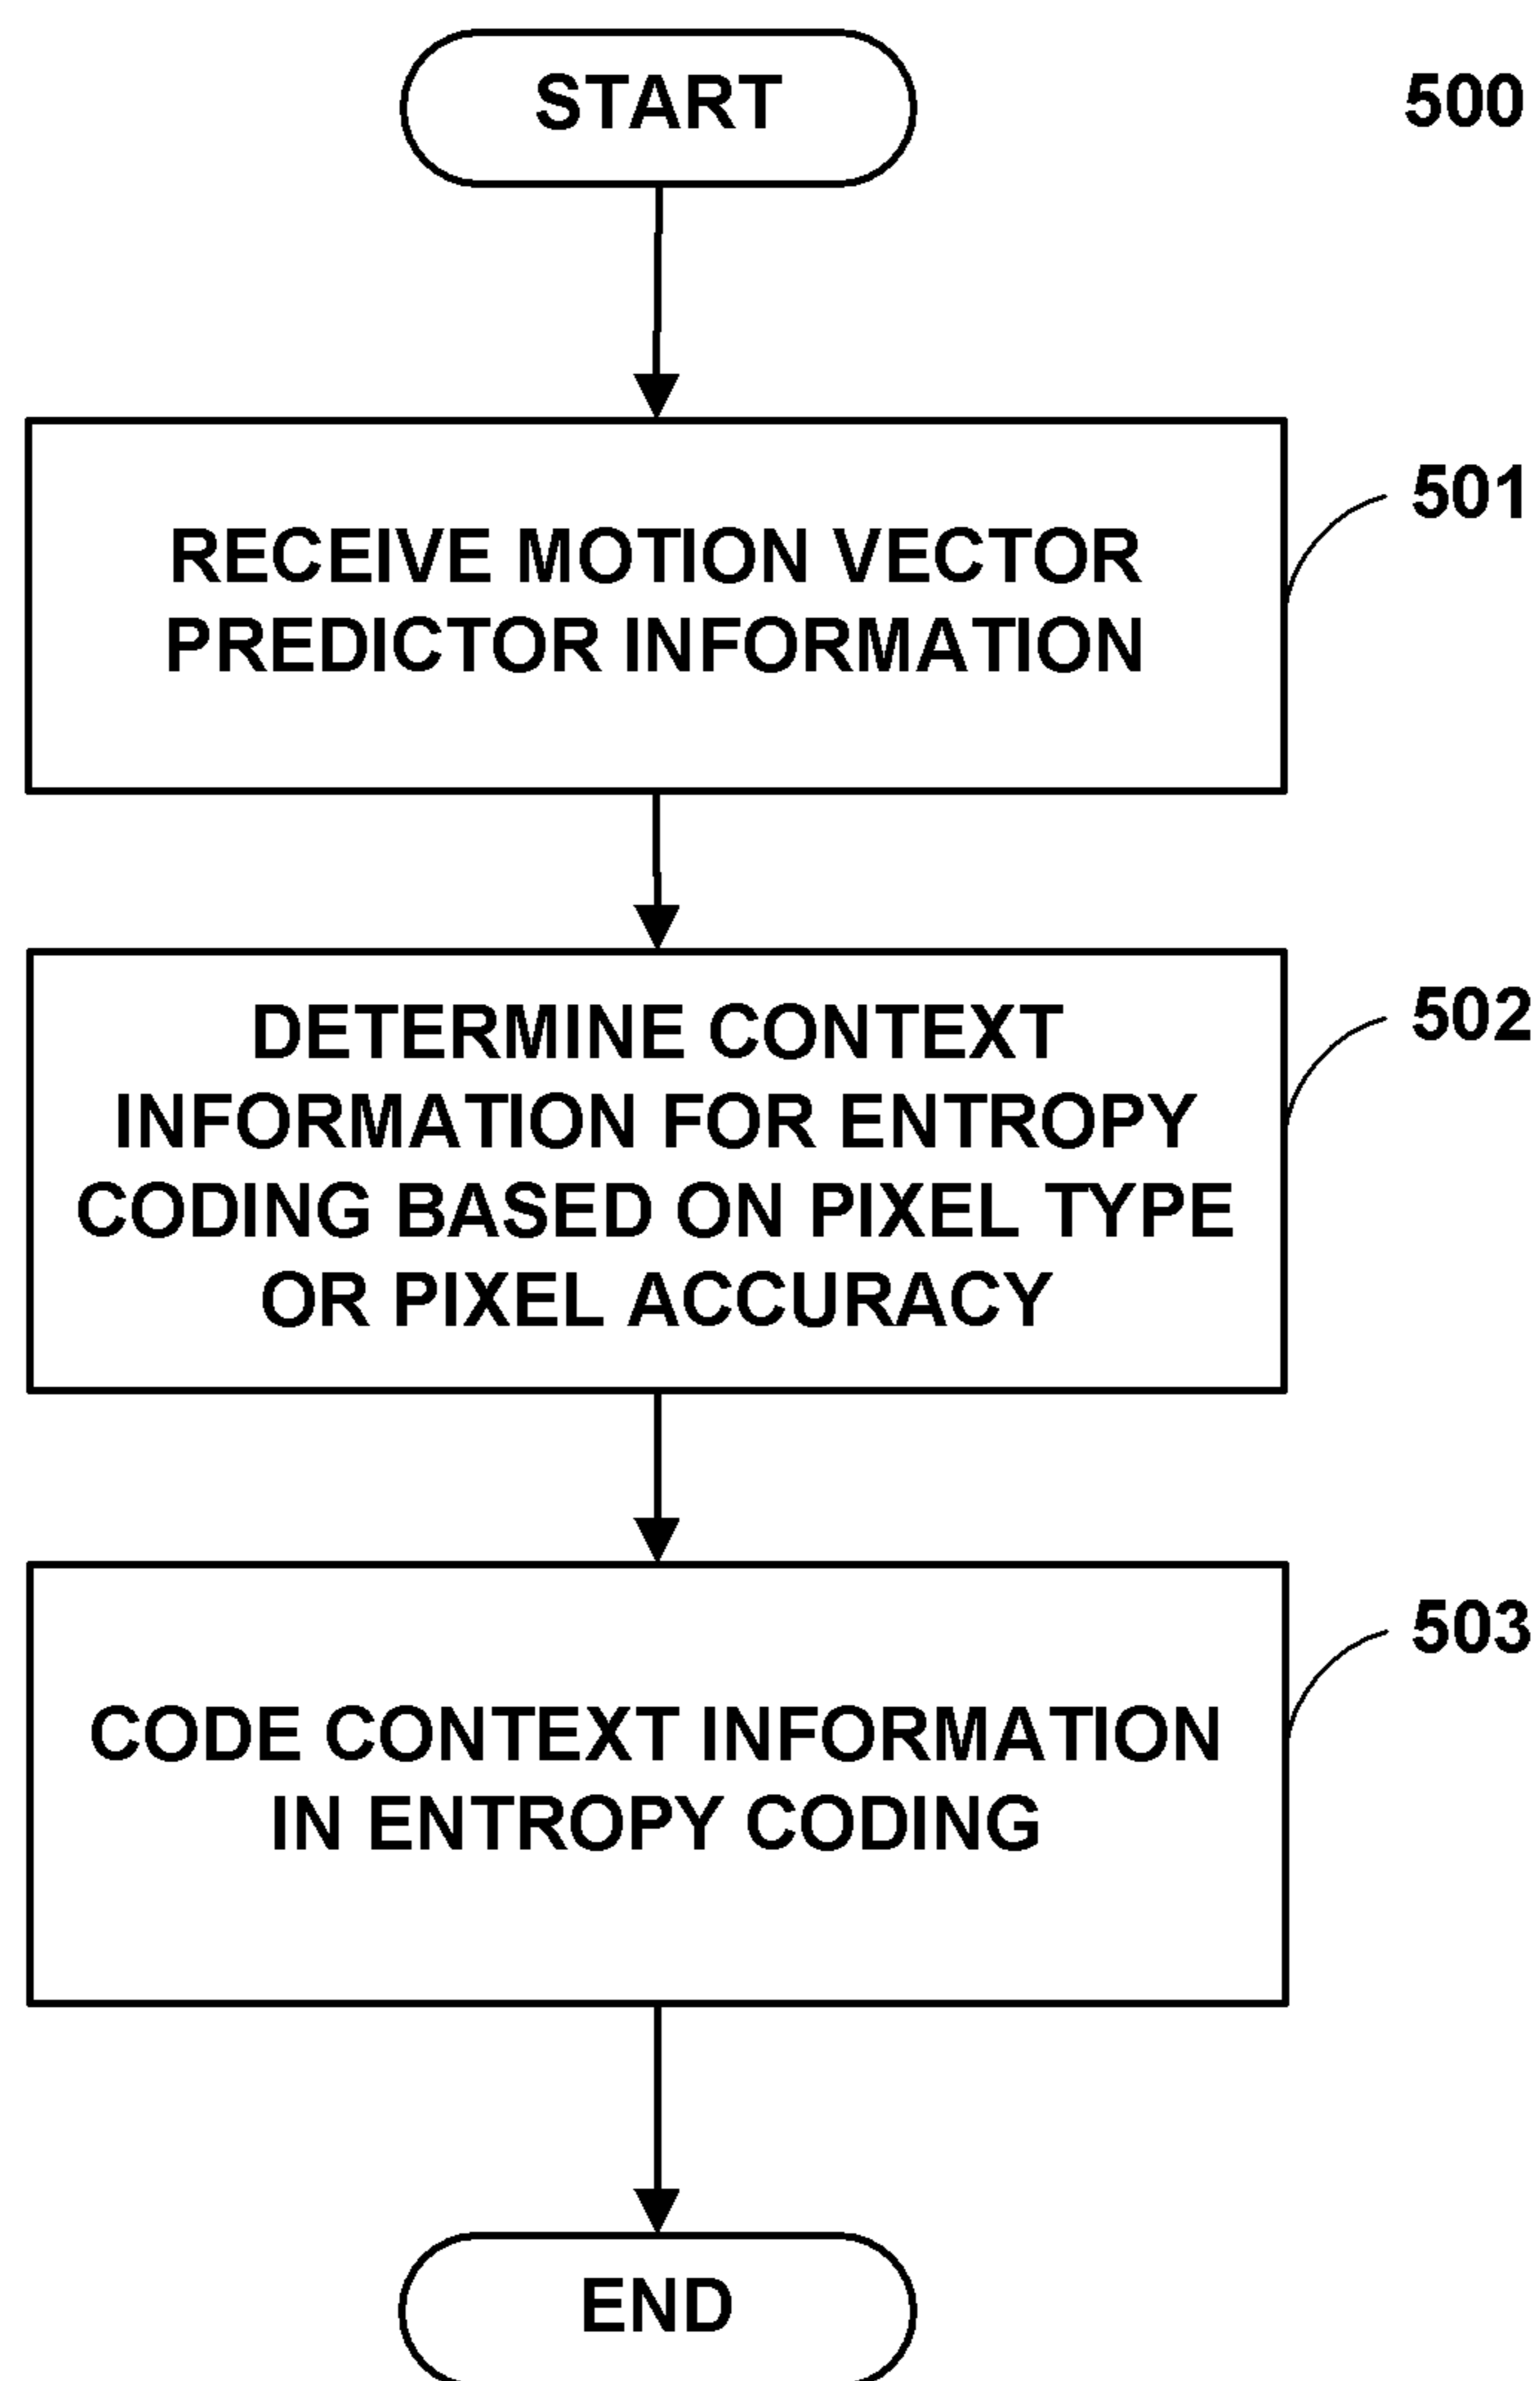 START
500
RECEIVE MOTION VECTOR
PREDICTOR INFORMATION
501
DETERMINE CONTEXT
INFORMATION FOR ENTROPY
CODING BASED ON PIXEL TYPE
OR PIXEL ACCURACY
502
CODE CONTEXT INFORMATION
IN ENTROPY CODING
503
END